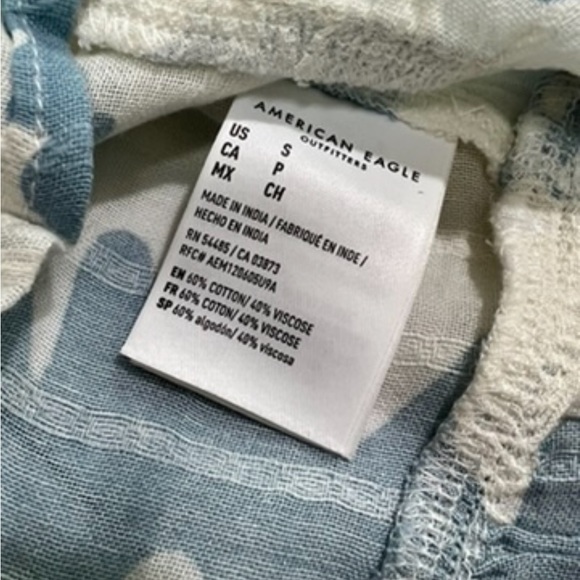 AMERICAN EAGLE
OUTFITTERS
US S
CA P
MX CH
MADE IN INDIA / FABRIQUÉ EN INDE /
HECHO EN INDIA
RN 54485 / CA 03873
RFC# AEM120605U9A
EN 60% COTTON/ 40% VISCOSE
FR 60% COTON/ 40% VISCOSE
SP 60% algodón/ 40% viscosa